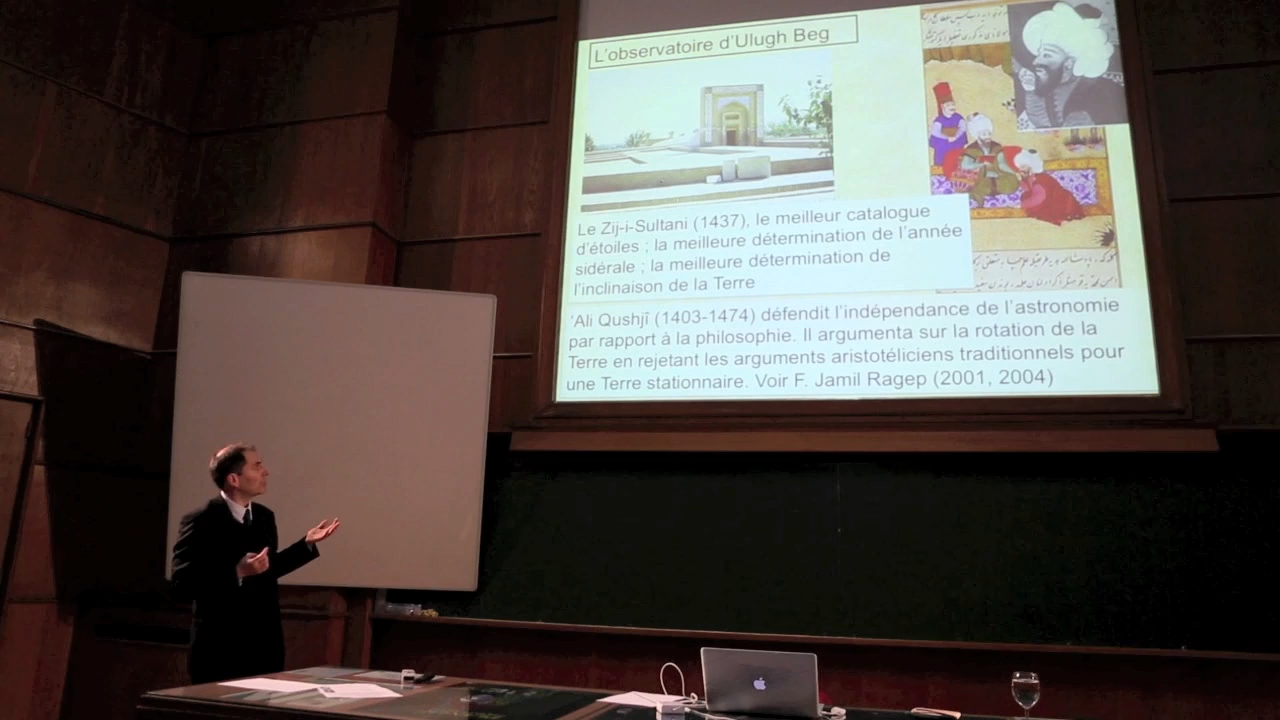 L'observatoire d'Ulugh Beg
Le Zij-i-Sultani (1437), le meilleur catalogue
d'étoiles ; la meilleure détermination de l'année
sidérale ; la meilleure détermination de
l'inclinaison de la Terre
'Ali Qushjī (1403-1474) défendit l'indépendance de l'astronomie
par rapport à la philosophie. Il argumenta sur la rotation de la
Terre en rejetant les arguments aristotéliciens traditionnels pour
une Terre stationnaire. Voir F. Jamil Ragep (2001, 2004)